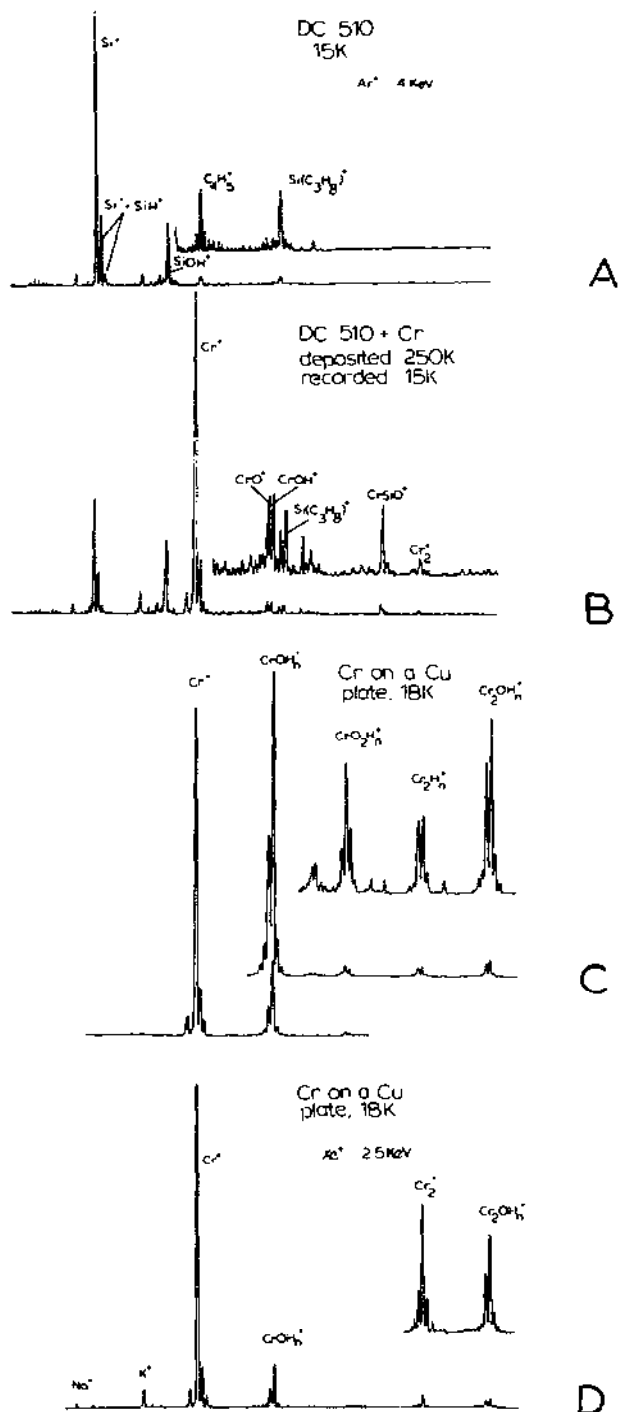 DC 510
15K
Ar⁺ 4 KeV
Si⁺
Si⁺ + SiH⁺
SiOH⁺
C₄H₅⁺
Si(C₃H₈)⁺
A
DC 510 + Cr
deposited 250K
recorded 15K
Cr⁺
CrO⁺
CrOH⁺
Si(C₃H₈)⁺
CrSiO⁺
Cr₂⁺
B
Cr on a Cu
plate, 18K
Cr⁺
CrOHₙ⁺
CrO₂Hₙ⁺
Cr₂Hₙ⁺
Cr₂OHₙ⁺
C
Cr on a Cu
plate, 18K
Xe⁺ 2.5 KeV
Na⁺
K⁺
Cr⁺
CrOHₙ⁺
Cr₂⁺
Cr₂OHₙ⁺
D